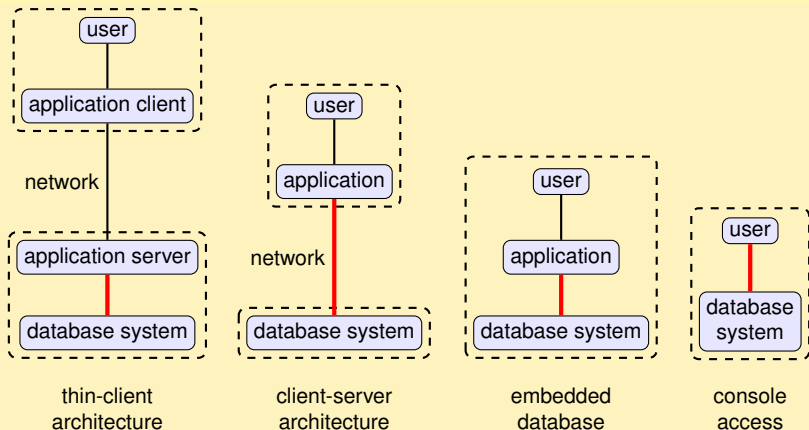 user
application client
network
application server
database system
thin-client
architecture
user
application
network
database system
client-server
architecture
user
application
database system
embedded
database
user
database
system
console
access